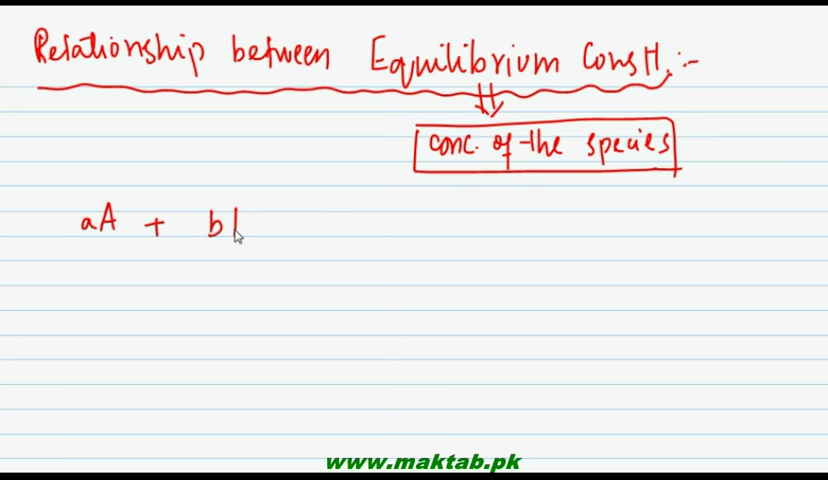 Relationship between Equilibrium Constt. :-
conc. of the species
aA + b
www.maktab.pk